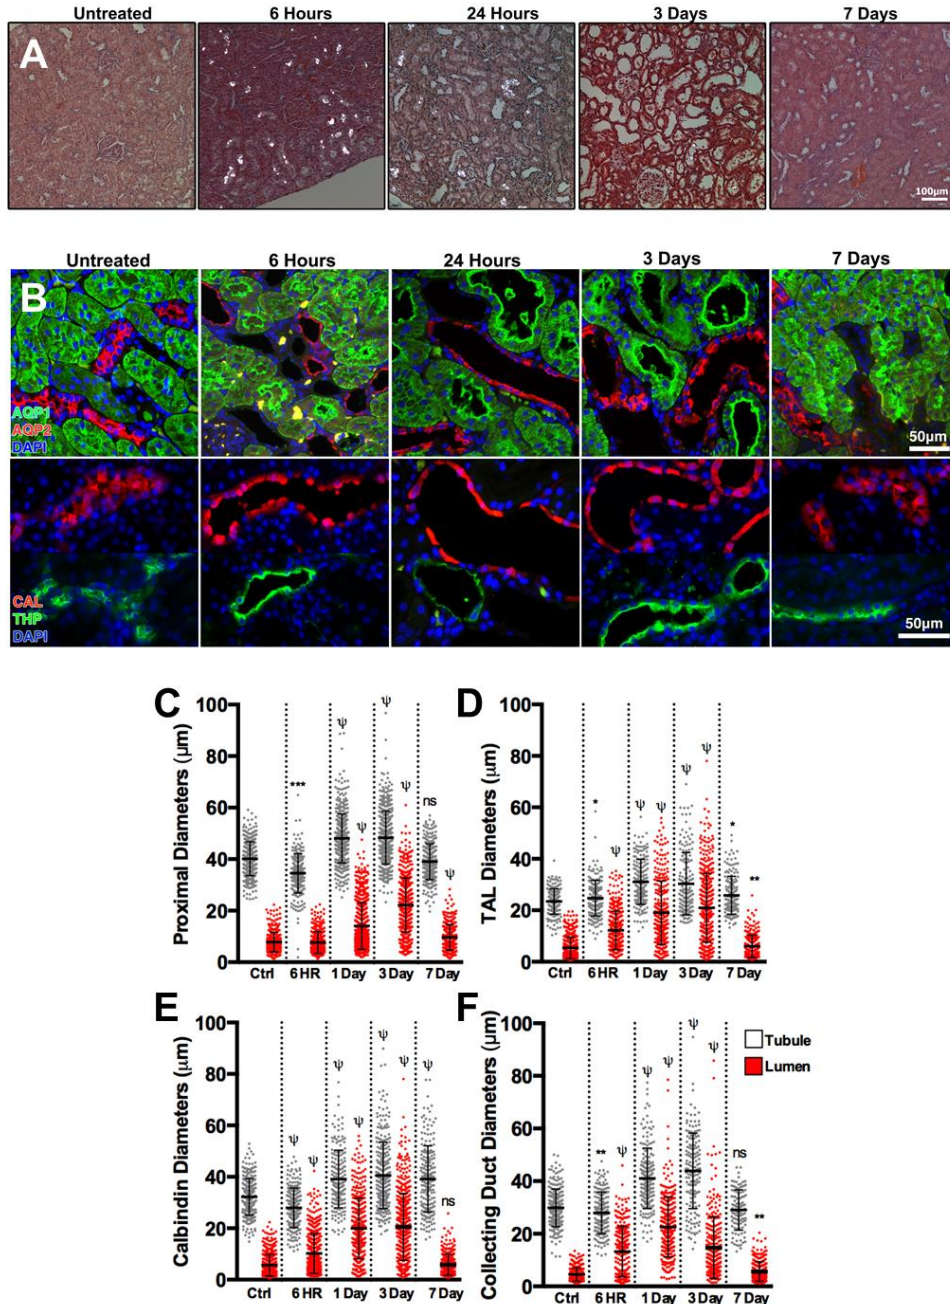 Untreated 6 Hours 24 Hours 3 Days 7 Days
A
100µm
Untreated 6 Hours 24 Hours 3 Days 7 Days
B
AQP1
AQP2
DAPI
50µm
CAL
THP
DAPI
50µm
C
Proximal Diameters (µm)
100
80
60
40
20
0
*** ψ ψ ψ ψ ns ψ
Ctrl 6 HR 1 Day 3 Day 7 Day
D
TAL Diameters (µm)
100
80
60
40
20
0
* ψ ψ ψ ψ ψ * **
Ctrl 6 HR 1 Day 3 Day 7 Day
E
Calbindin Diameters (µm)
100
80
60
40
20
0
ψ ψ ψ ψ ψ ψ ψ ns
Ctrl 6 HR 1 Day 3 Day 7 Day
F
Collecting Duct Diameters (µm)
100
80
60
40
20
0
** ψ ψ ψ ψ ψ ns **
Ctrl 6 HR 1 Day 3 Day 7 Day
Tubule
Lumen